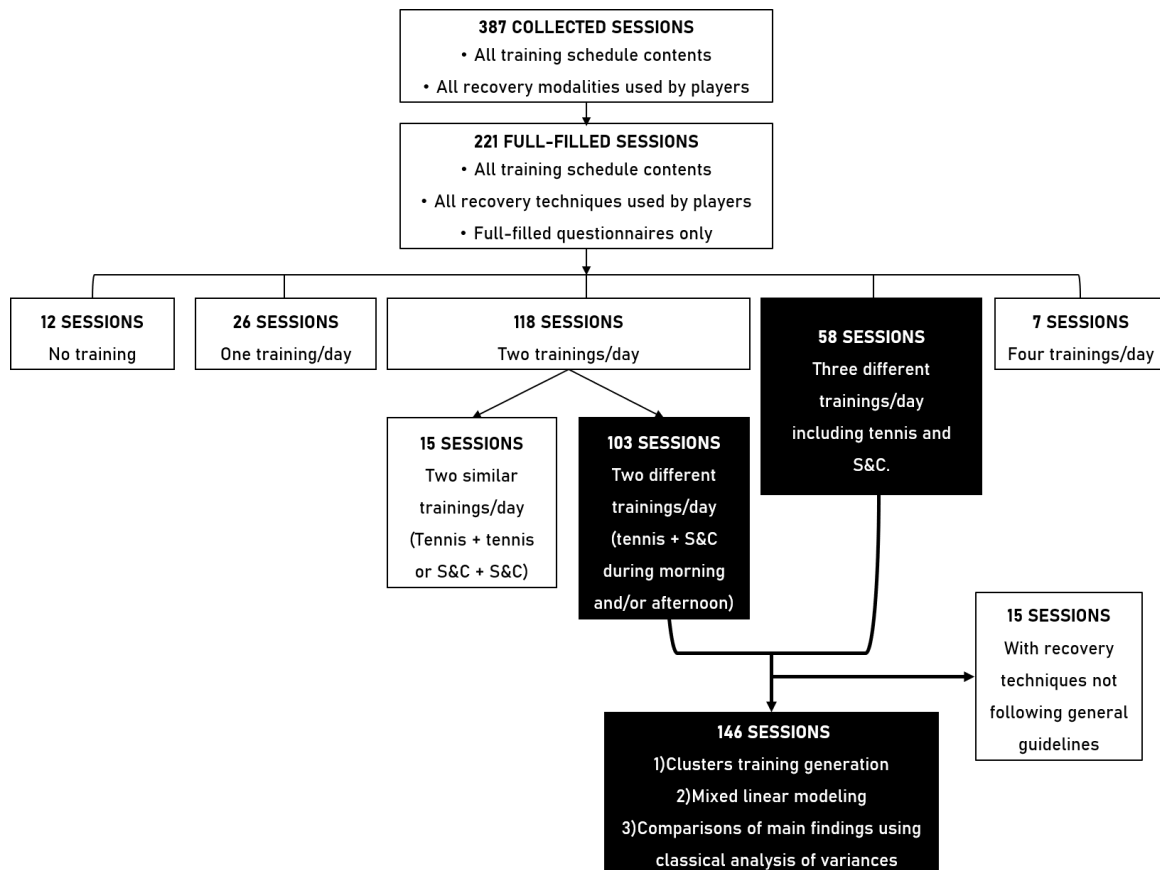 387 COLLECTED SESSIONS
• All training schedule contents
• All recovery modalities used by players
221 FULL-FILLED SESSIONS
• All training schedule contents
• All recovery techniques used by players
• Full-filled questionnaires only
12 SESSIONS
No training
26 SESSIONS
One training/day
118 SESSIONS
Two trainings/day
58 SESSIONS
Three different
trainings/day
including tennis and
S&C.
7 SESSIONS
Four trainings/day
15 SESSIONS
Two similar
trainings/day
(Tennis + tennis
or S&C + S&C)
103 SESSIONS
Two different
trainings/day
(tennis + S&C
during morning
and/or afternoon)
15 SESSIONS
With recovery
techniques not
following general
guidelines
146 SESSIONS
1)Clusters training generation
2)Mixed linear modeling
3)Comparisons of main findings using
classical analysis of variances